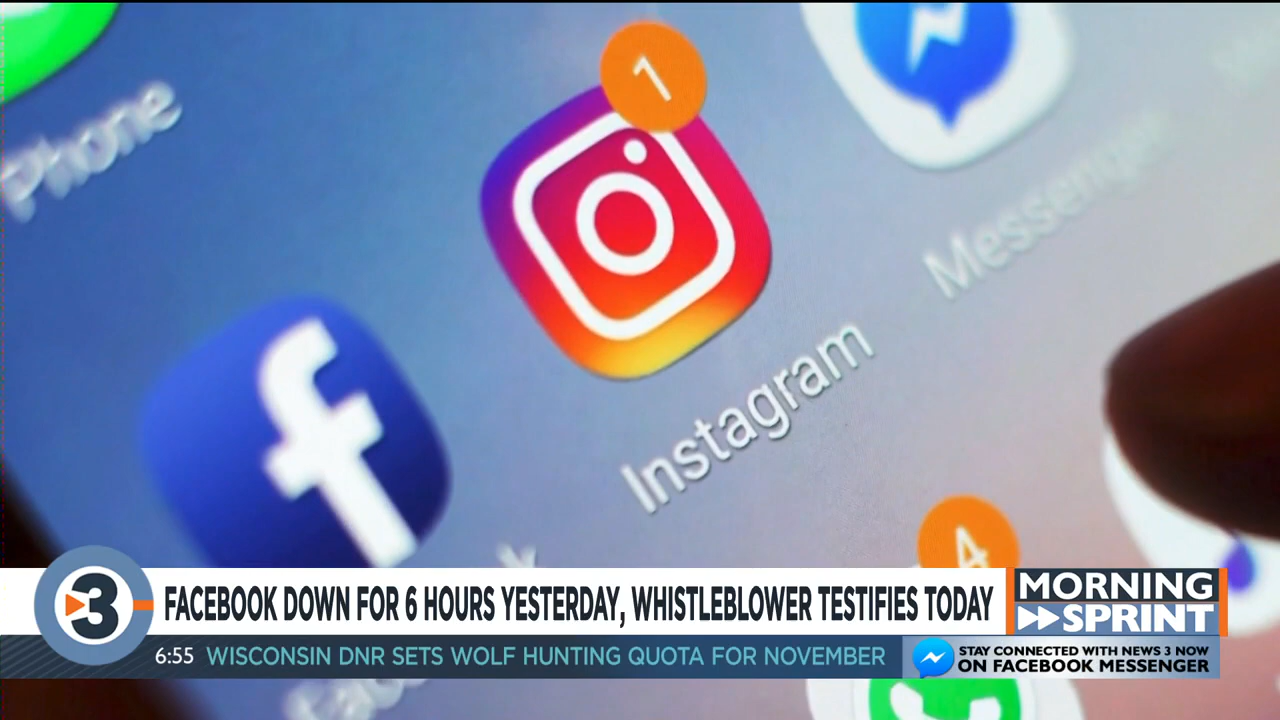 1
Phone
Messenger
Instagram
4
3
FACEBOOK DOWN FOR 6 HOURS YESTERDAY, WHISTLEBLOWER TESTIFIES TODAY
MORNING
SPRINT
6:55 WISCONSIN DNR SETS WOLF HUNTING QUOTA FOR NOVEMBER
STAY CONNECTED WITH NEWS 3 NOW
ON FACEBOOK MESSENGER